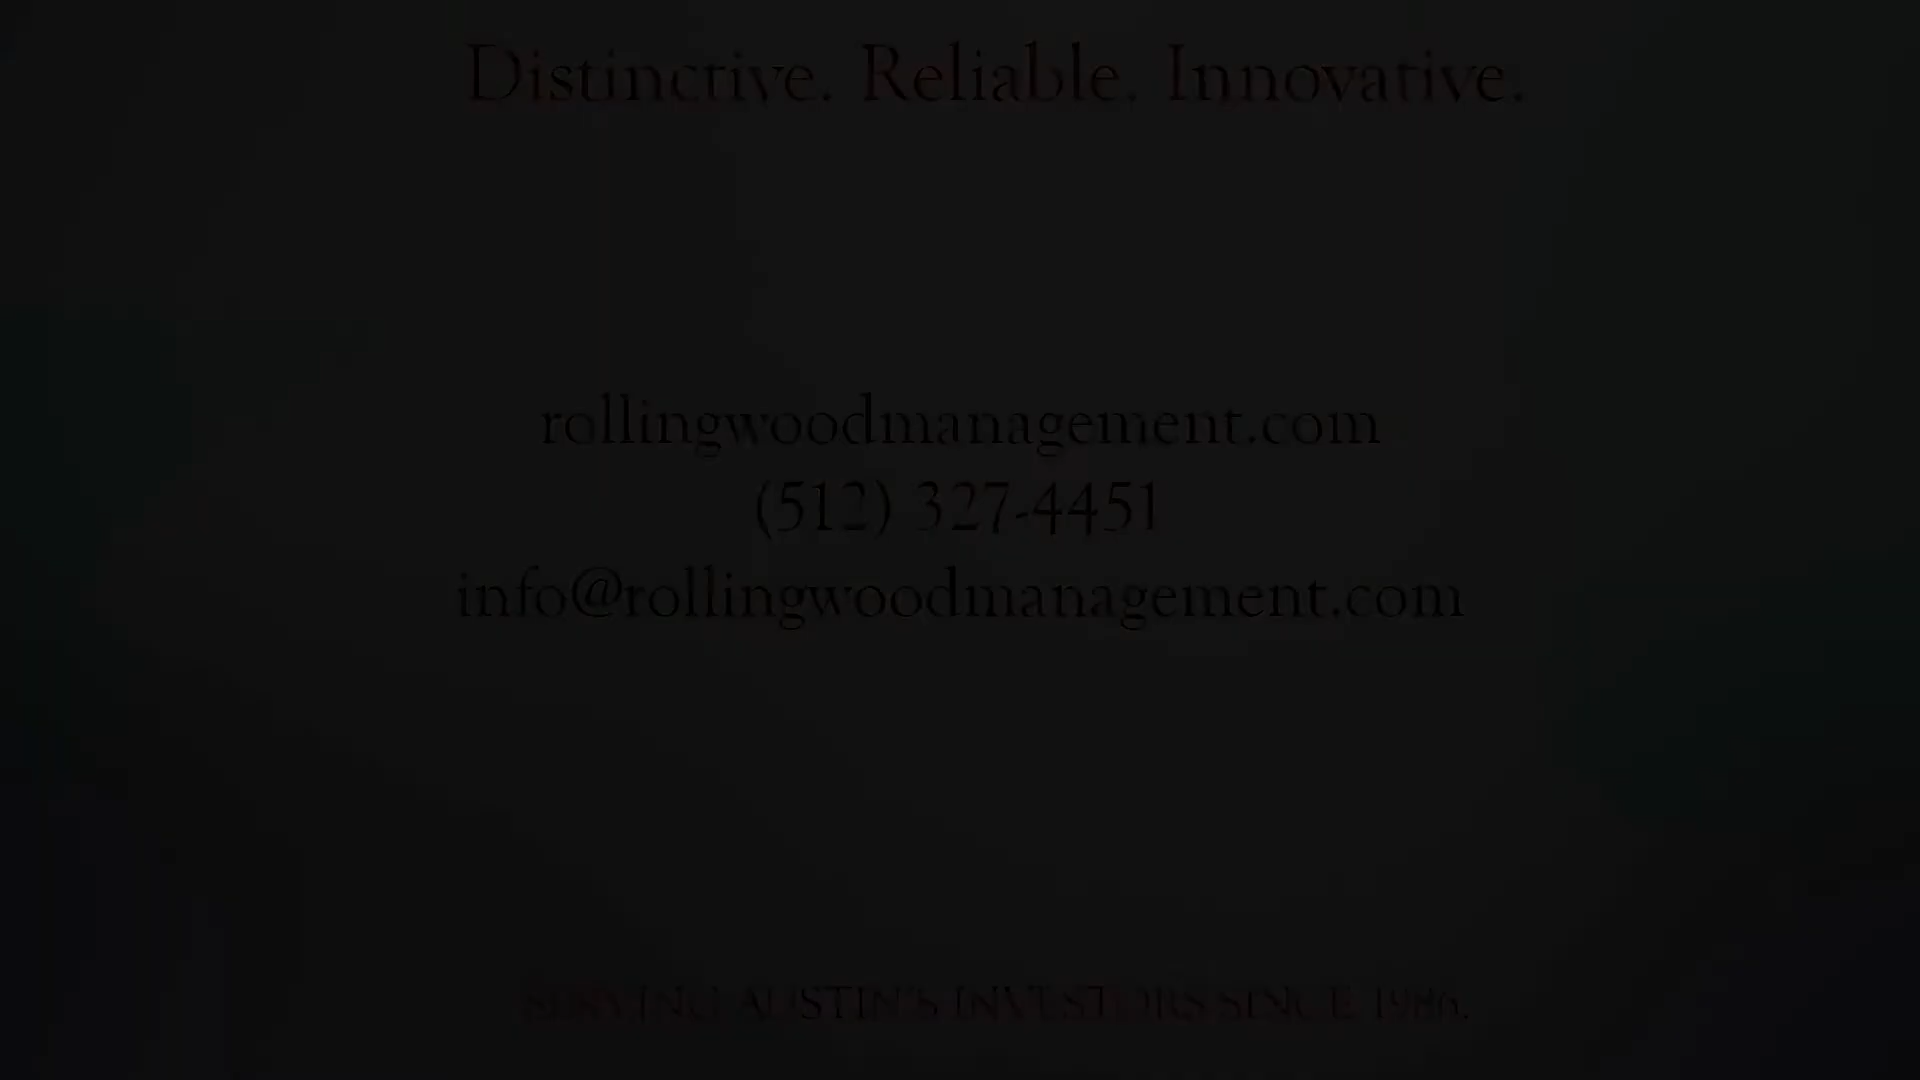 Distinctive. Reliable. Innovative.
rollingwoodmanagement.com
(512) 327-4451
info@rollingwoodmanagement.com
SERVING AUSTIN'S INVESTORS SINCE 1986.